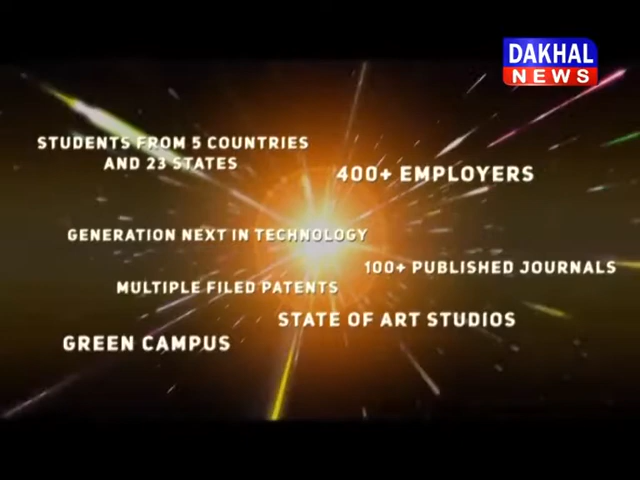 DAKHAL
NEWS
STUDENTS FROM 5 COUNTRIES
AND 23 STATES
400+ EMPLOYERS
GENERATION NEXT IN TECHNOLOGY
100+ PUBLISHED JOURNALS
MULTIPLE FILED PATENTS
STATE OF ART STUDIOS
GREEN CAMPUS